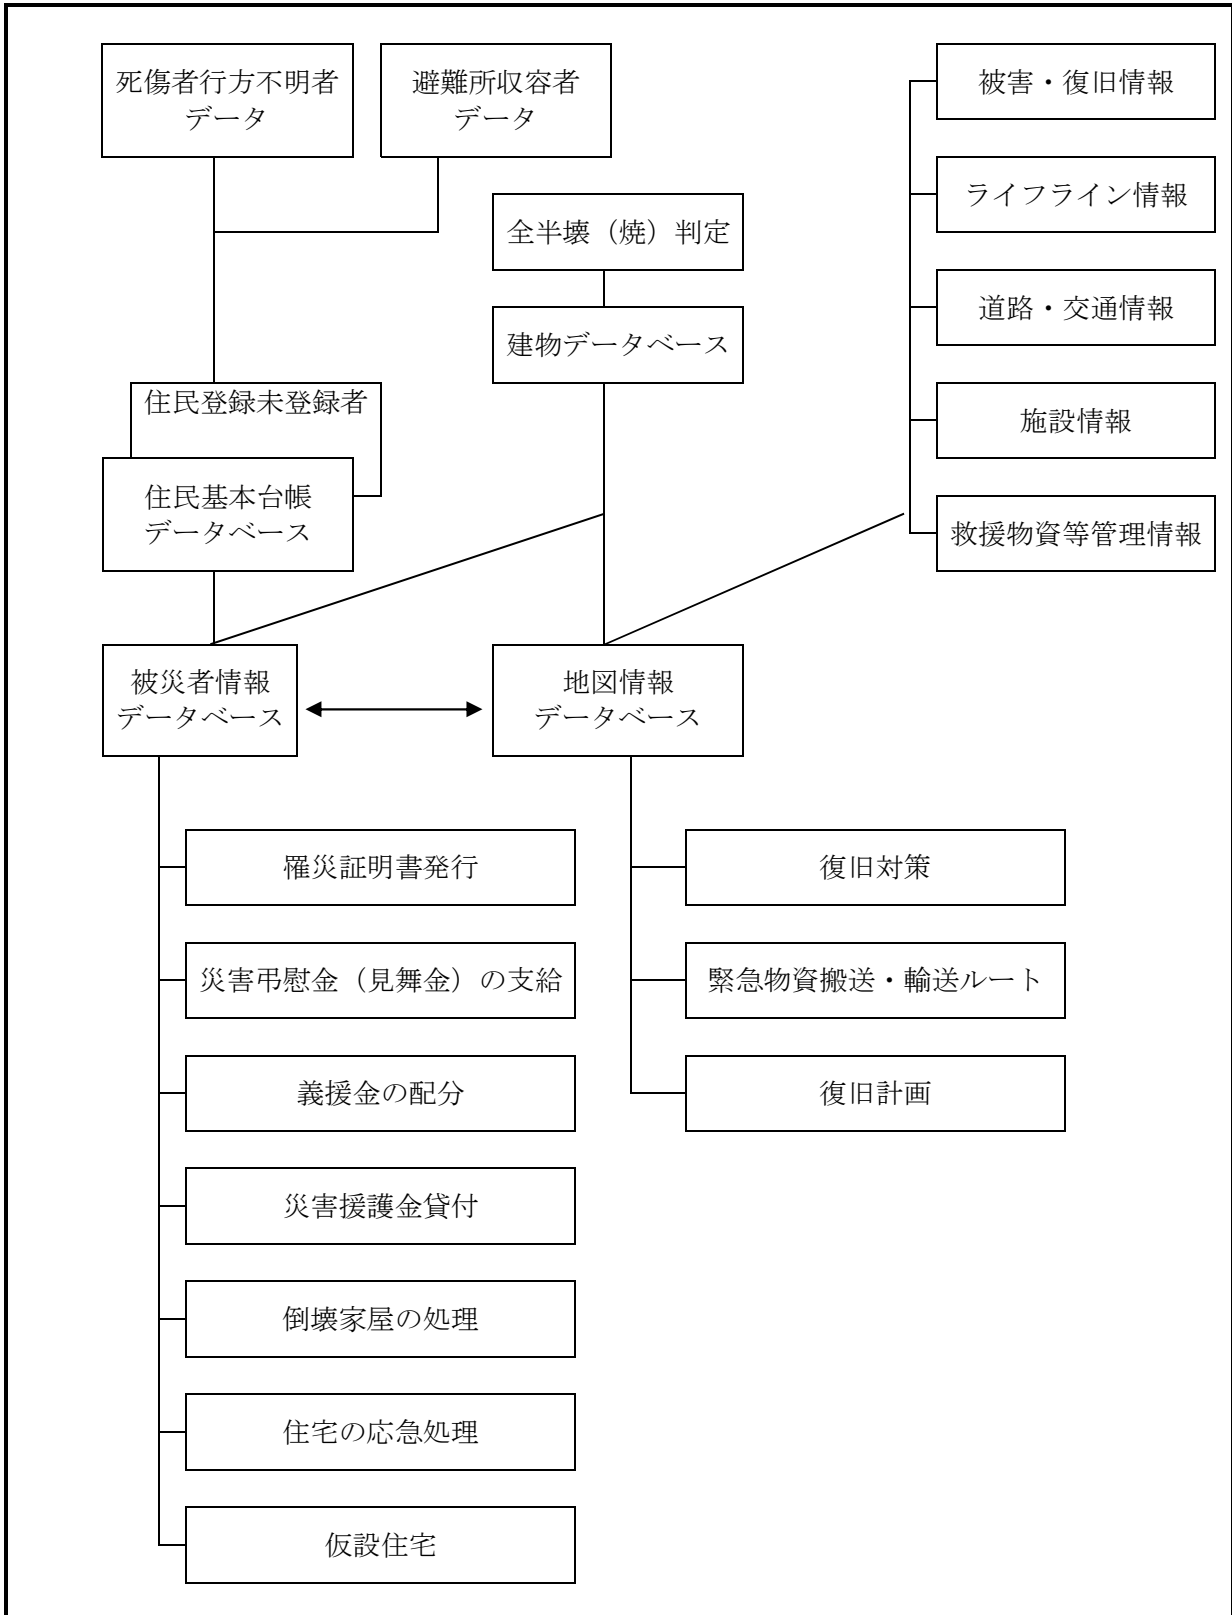 死傷者行方不明者
データ
避難所収容者
データ
被害・復旧情報
ライフライン情報
全半壊（焼）判定
道路・交通情報
建物データベース
住民登録未登録者
施設情報
住民基本台帳
データベース
救援物資等管理情報
被災者情報
データベース
地図情報
データベース
罹災証明書発行
復旧対策
災害弔慰金（見舞金）の支給
緊急物資搬送・輸送ルート
義援金の配分
復旧計画
災害援護金貸付
倒壊家屋の処理
住宅の応急処理
仮設住宅